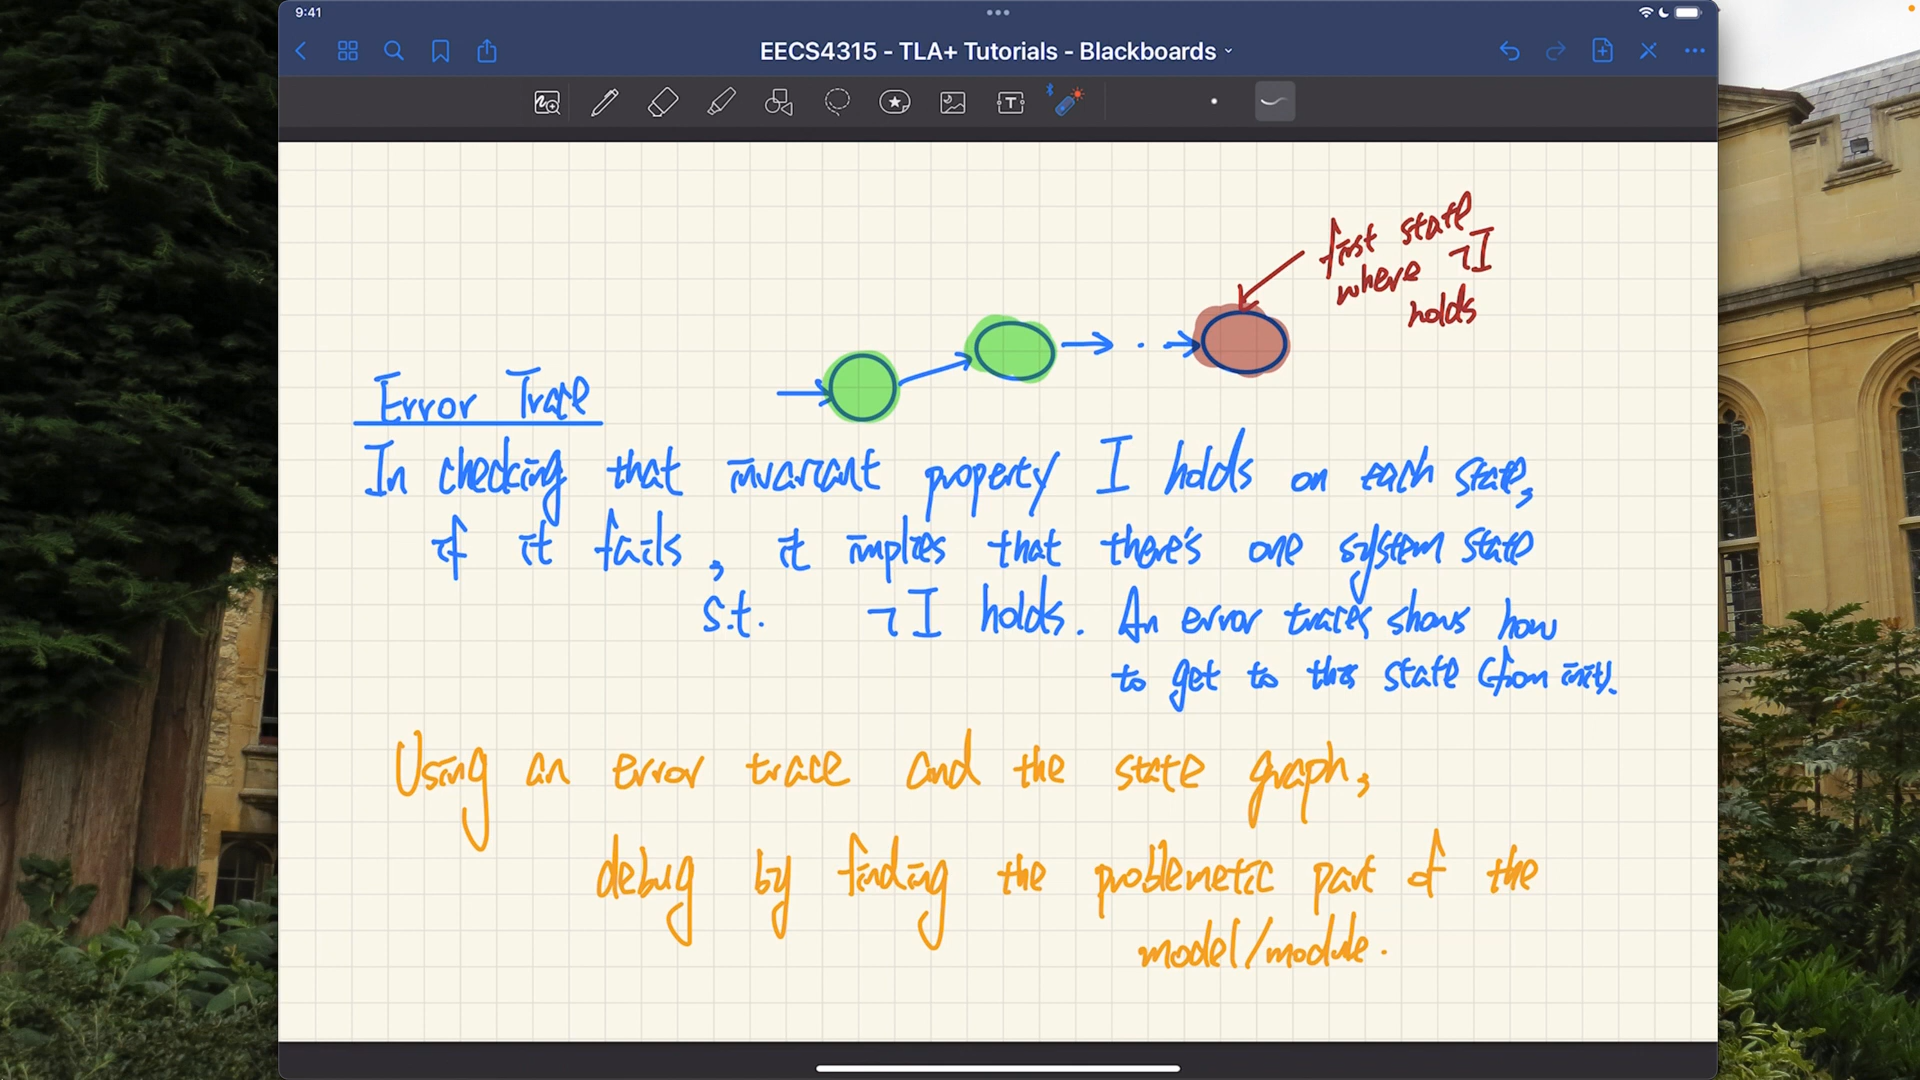 9:41
EECS4315 - TLA+ Tutorials - Blackboards
first state
where ¬I
holds
Error Trace
In checking that invariant property I holds on each state,
if it fails, it implies that there's one system state
s.t. ¬I holds. An error traces shows how
to get to this state (from init).
Using an error trace and the state graph,
debug by finding the problemetic part of the
model/module.